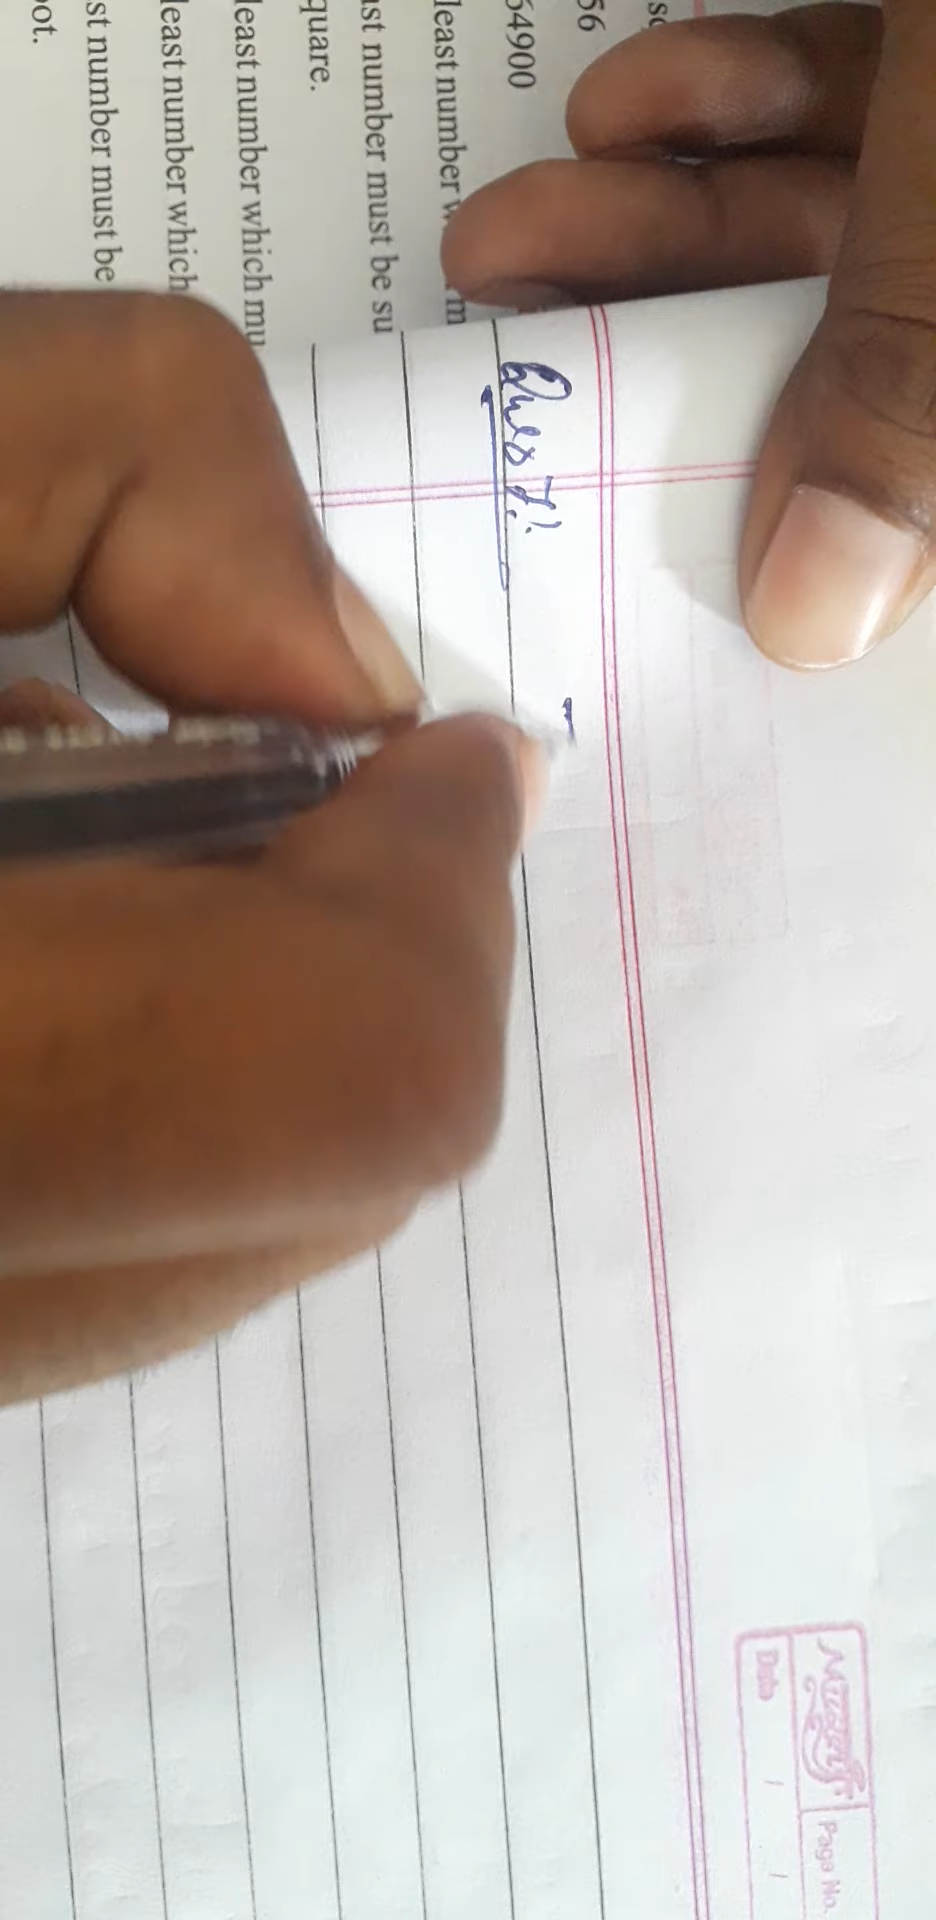 56
64900
least number
st number must be su
quare.
least number which mu
least number which
st number must be
ot.
Ques 7:
Page No.
Date